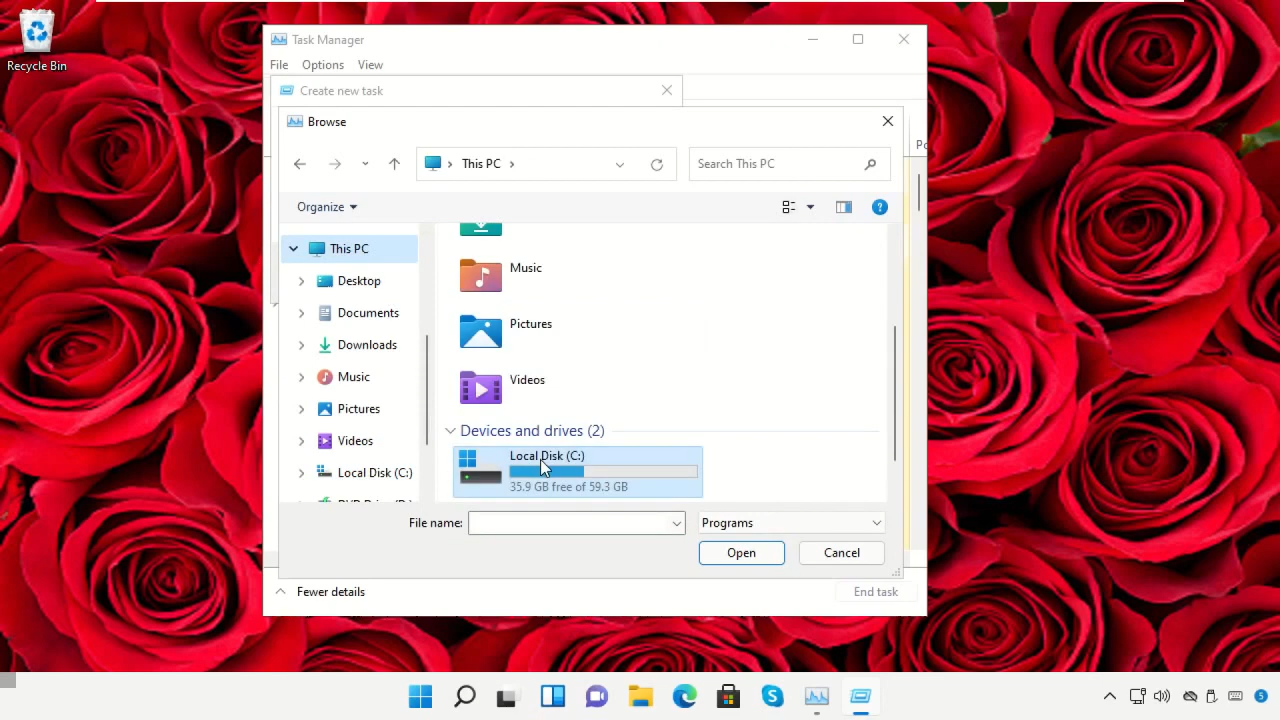 Recycle Bin
Task Manager
File Options View
Create new task
Browse
This PC
Search This PC
Organize
This PC
Desktop
Documents
Downloads
Music
Pictures
Videos
Local Disk (C:)
Music
Pictures
Videos
Devices and drives (2)
Local Disk (C:)
35.9 GB free of 59.3 GB
File name:
Programs
Open
Cancel
Fewer details
End task
5